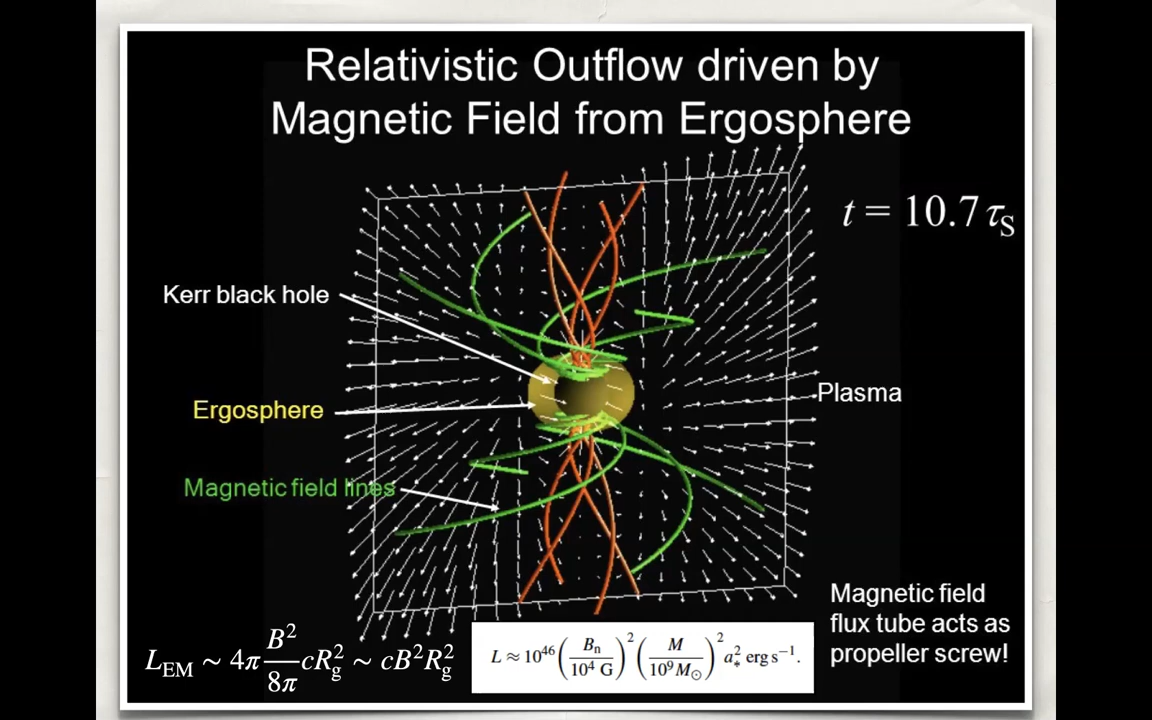 Relativistic Outflow driven by
Magnetic Field from Ergosphere
t = 10.7 τ_S
Kerr black hole
Ergosphere
Plasma
Magnetic field lines
Magnetic field
flux tube acts as
propeller screw!
L_EM ~ 4π B²/8π cR_g² ~ cB²R_g²
L ≈ 10⁴⁶ (B_n/10⁴ G)² (M/10⁹ M_⊙)² a_*² erg s⁻¹.